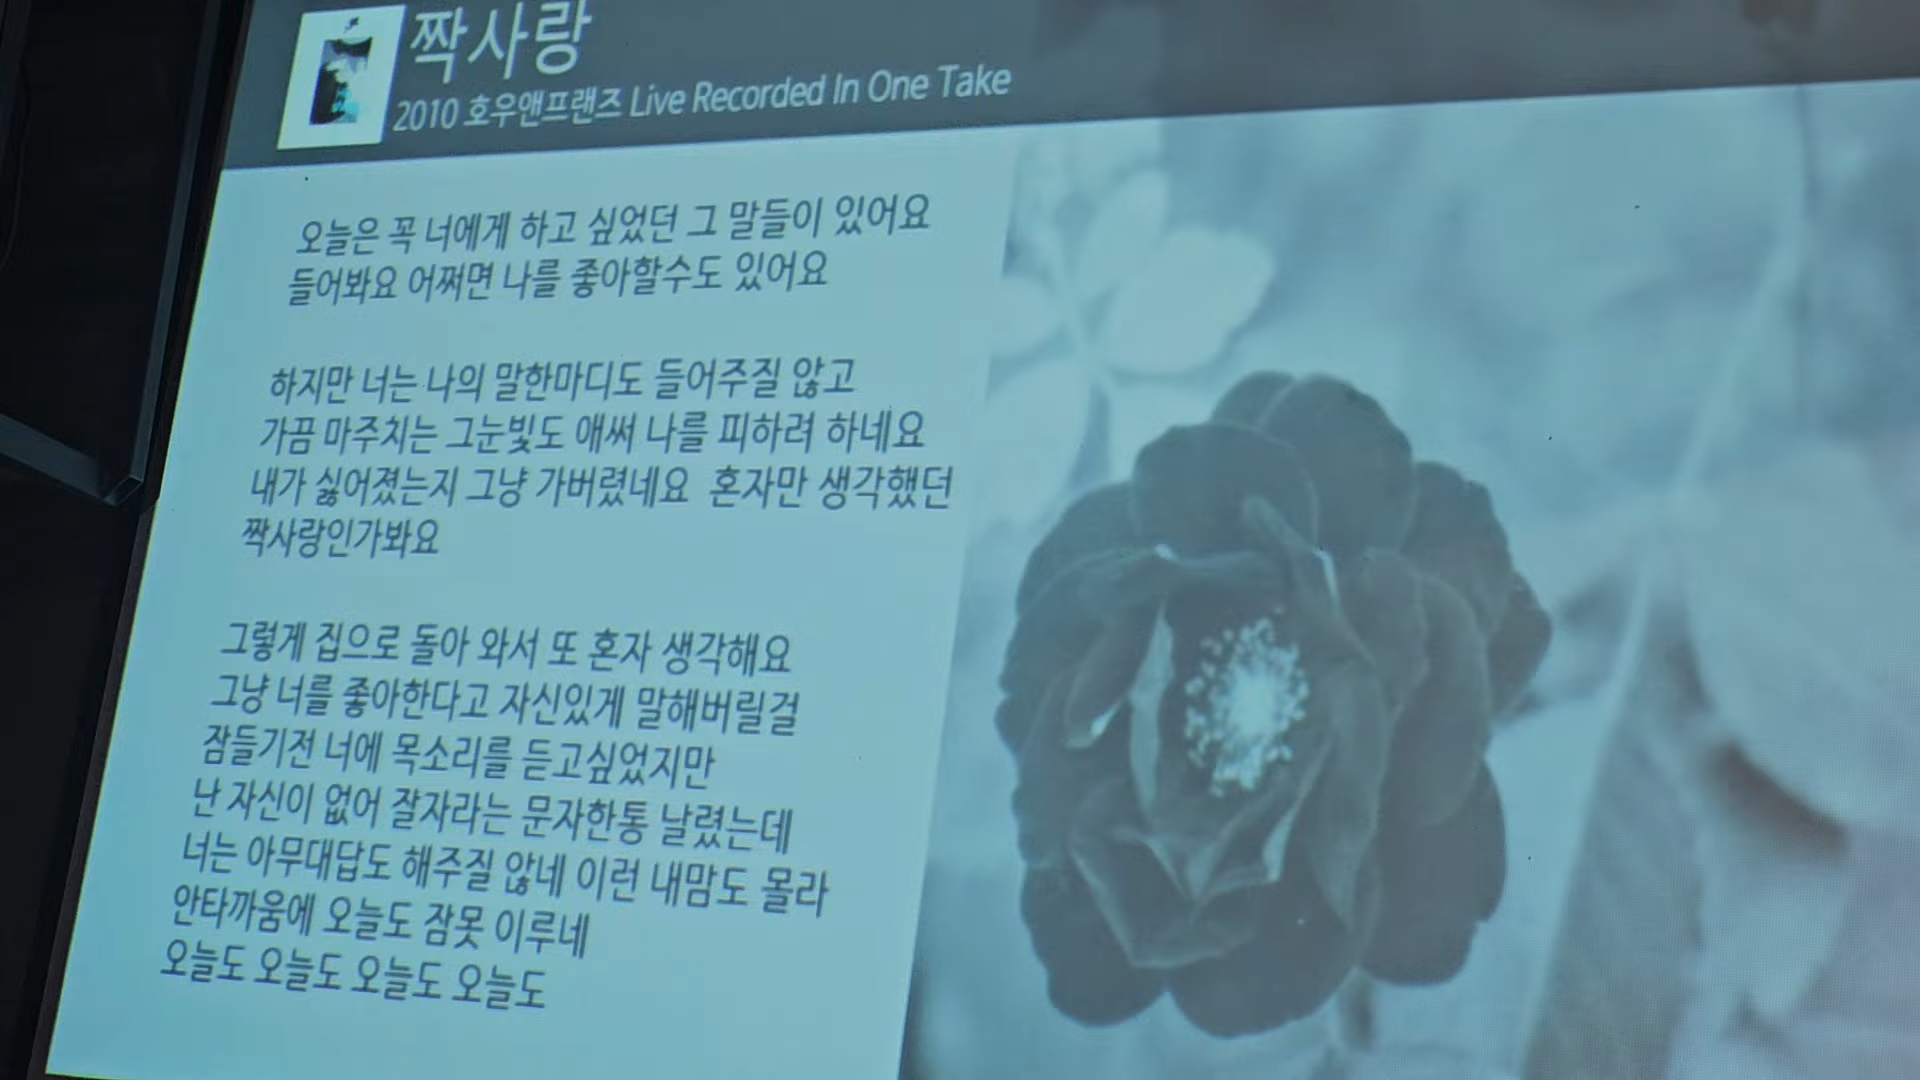 짝사랑
2010 호우앤프랜즈 Live Recorded In One Take
오늘은 꼭 너에게 하고 싶었던 그 말들이 있어요
들어봐요 어쩌면 나를 좋아할수도 있어요
하지만 너는 나의 말한마디도 들어주질 않고
가끔 마주치는 그눈빛도 애써 나를 피하려 하네요
내가 싫어졌는지 그냥 가버렸네요 혼자만 생각했던
짝사랑인가봐요
그렇게 집으로 돌아 와서 또 혼자 생각해요
그냥 너를 좋아한다고 자신있게 말해버릴걸
잠들기전 너에 목소리를 듣고싶었지만
난 자신이 없어 잘자라는 문자한통 날렸는데
너는 아무대답도 해주질 않네 이런 내맘도 몰라
안타까움에 오늘도 잠못 이루네
오늘도 오늘도 오늘도 오늘도